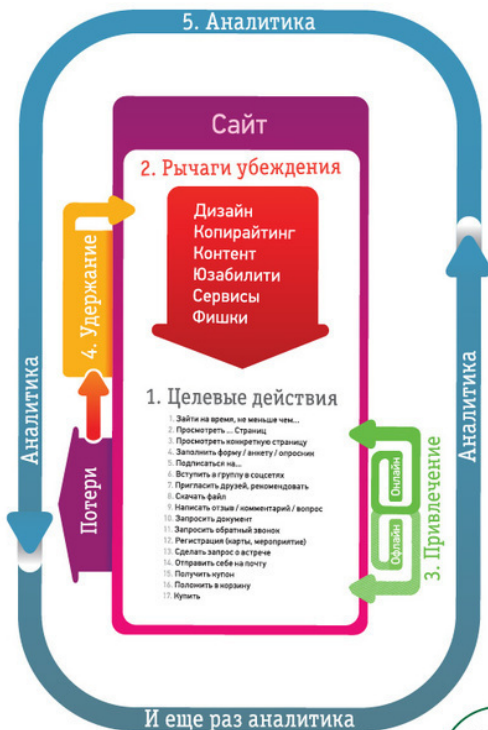 5. Аналитика
Сайт
2. Рычаги убеждения
Дизайн
Копирайтинг
Контент
Юзабилити
Сервисы
Фишки
4. Удержание
Потери
Аналитика
1. Целевые действия
1. Зайти на время, не меньше чем...
2. Просмотреть ... Страниц
3. Просмотреть конкретную страницу
4. Заполнить форму / анкету / опросник
5. Подписаться на...
6. Вступить в группу в соцсетях
7. Пригласить друзей, рекомендовать
8. Скачать файл
9. Написать отзыв / комментарий / вопрос
10. Запросить документ
11. Запросить обратный звонок
12. Регистрация (карты, мероприятие)
13. Сделать запрос о встрече
14. Отправить себе на почту
15. Получить купон
16. Положить в корзину
17. Купить
Онлайн
Офлайн
3. Привлечение
Аналитика
И еще раз аналитика